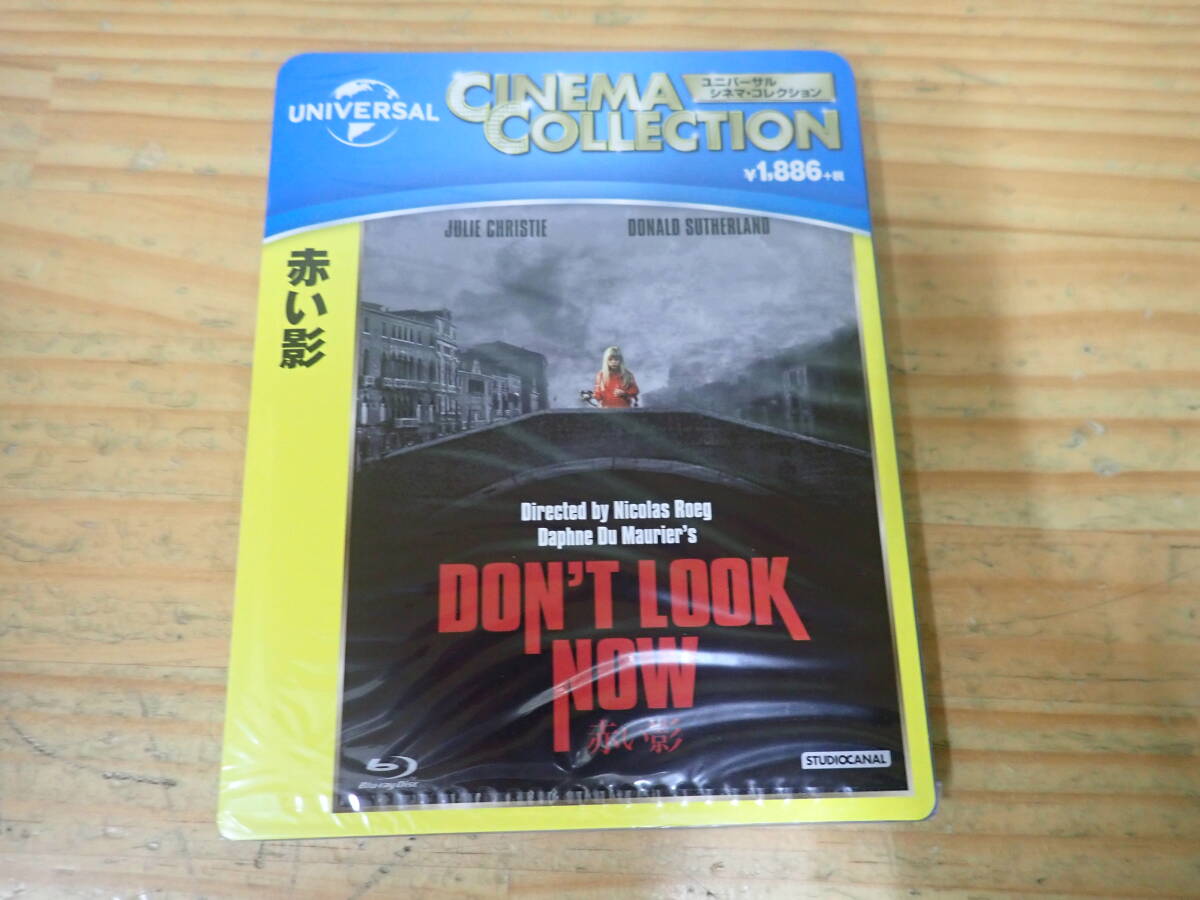 UNIVERSAL
CINEMA
COLLECTION
ユニバーサル
シネマ・コレクション
¥1,886+税
赤い影
JULIE CHRISTIE
DONALD SUTHERLAND
Directed by Nicolas Roeg
Daphne Du Maurier's
DON'T LOOK
NOW
赤い影
Blu-ray Disc
STUDIOCANAL